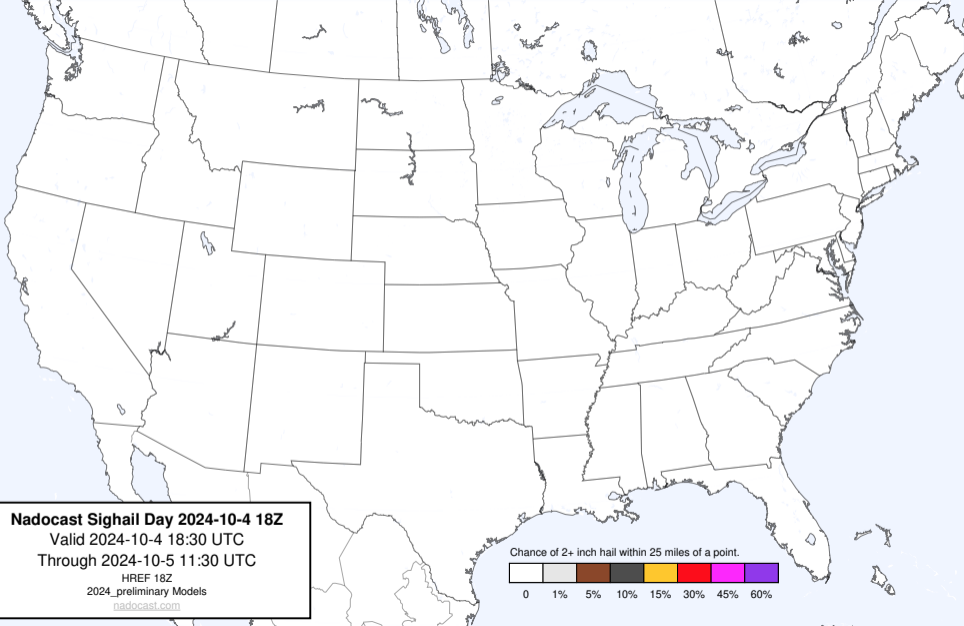 Nadocast Sighail Day 2024-10-4 18Z
Valid 2024-10-4 18:30 UTC
Through 2024-10-5 11:30 UTC
HREF 18Z
2024_preliminary Models
nadocast.com
Chance of 2+ inch hail within 25 miles of a point.
0 1% 5% 10% 15% 30% 45% 60%